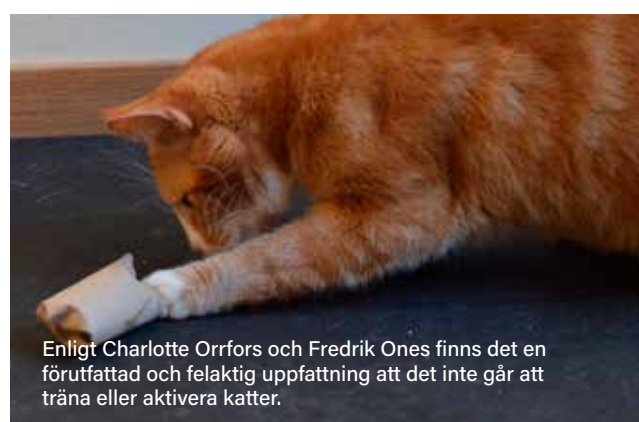 Enligt Charlotte Orrfors och Fredrik Ones finns det en
förutfattad och felaktig uppfattning att det inte går att
träna eller aktivera katter.